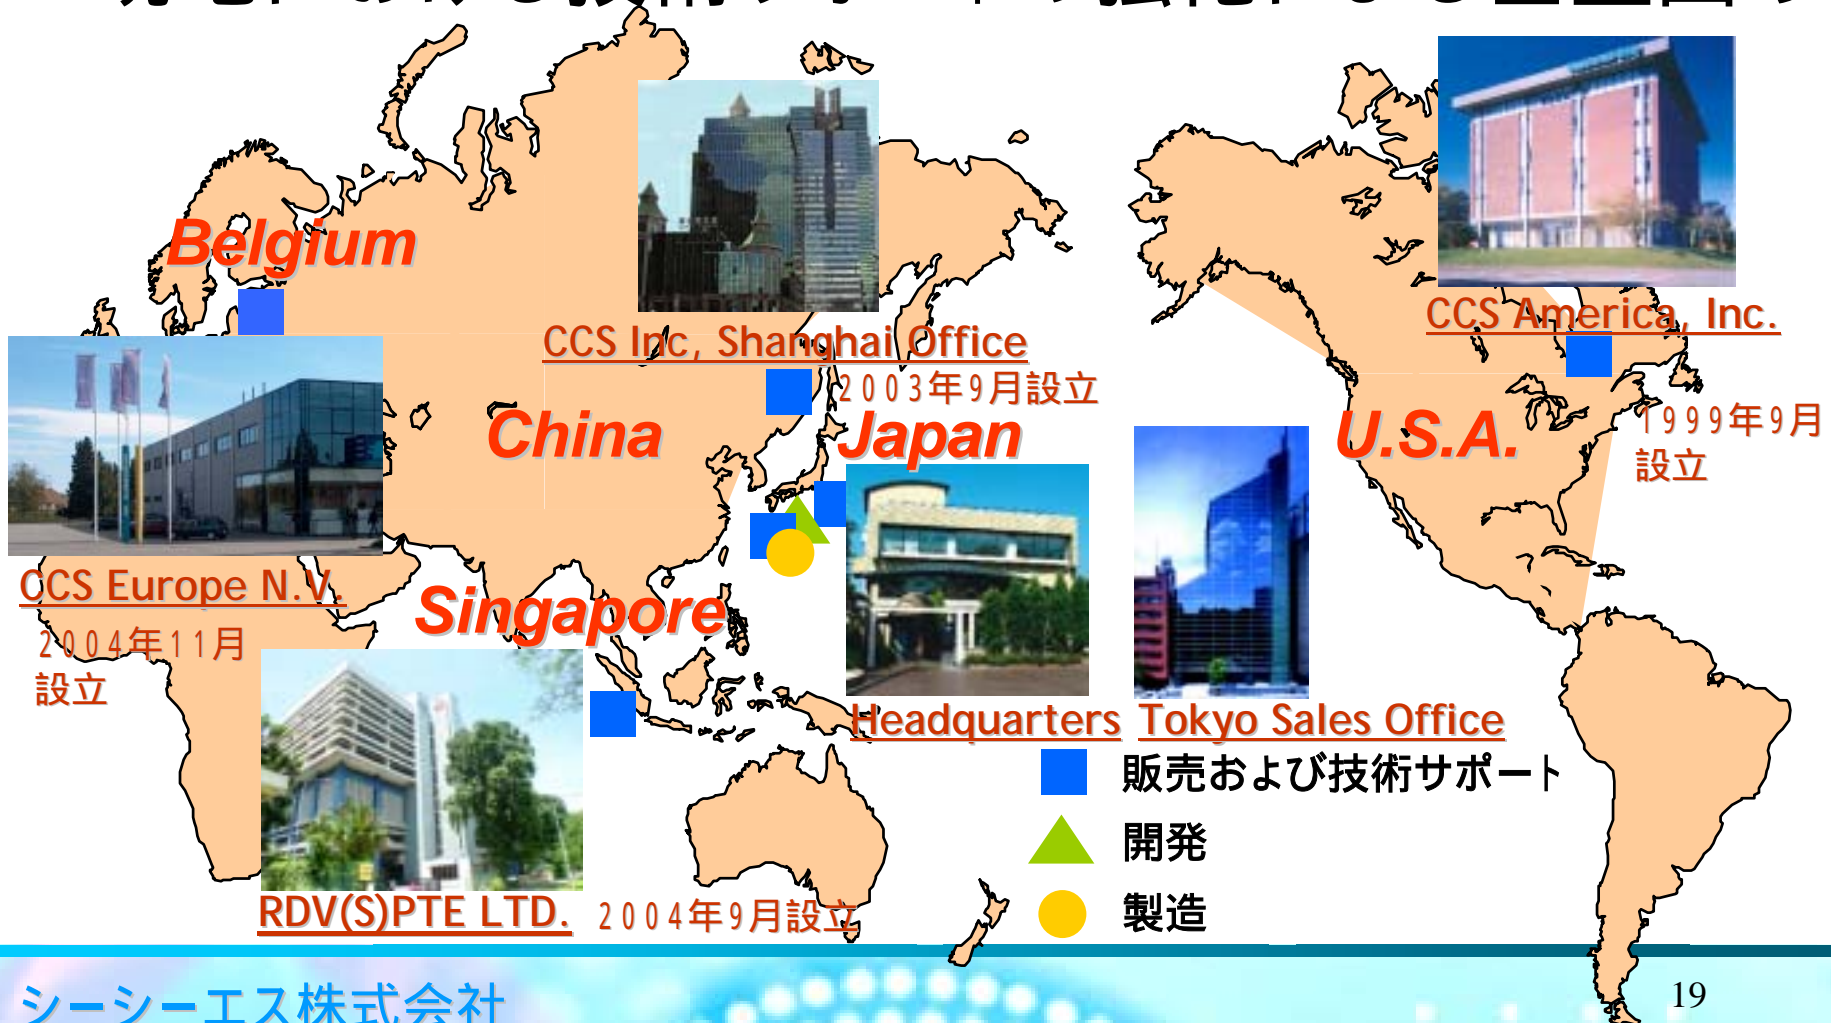 Belgium
CCS Inc, Shanghai Office
2003年9月設立
CCS America, Inc.
1999年9月
設立
China
Japan
U.S.A.
CCS Europe N.V.
2004年11月
設立
Singapore
Headquarters
Tokyo Sales Office
販売および技術サポート
開発
製造
RDV(S)PTE LTD.
2004年9月設立
シーシーエス株式会社
19